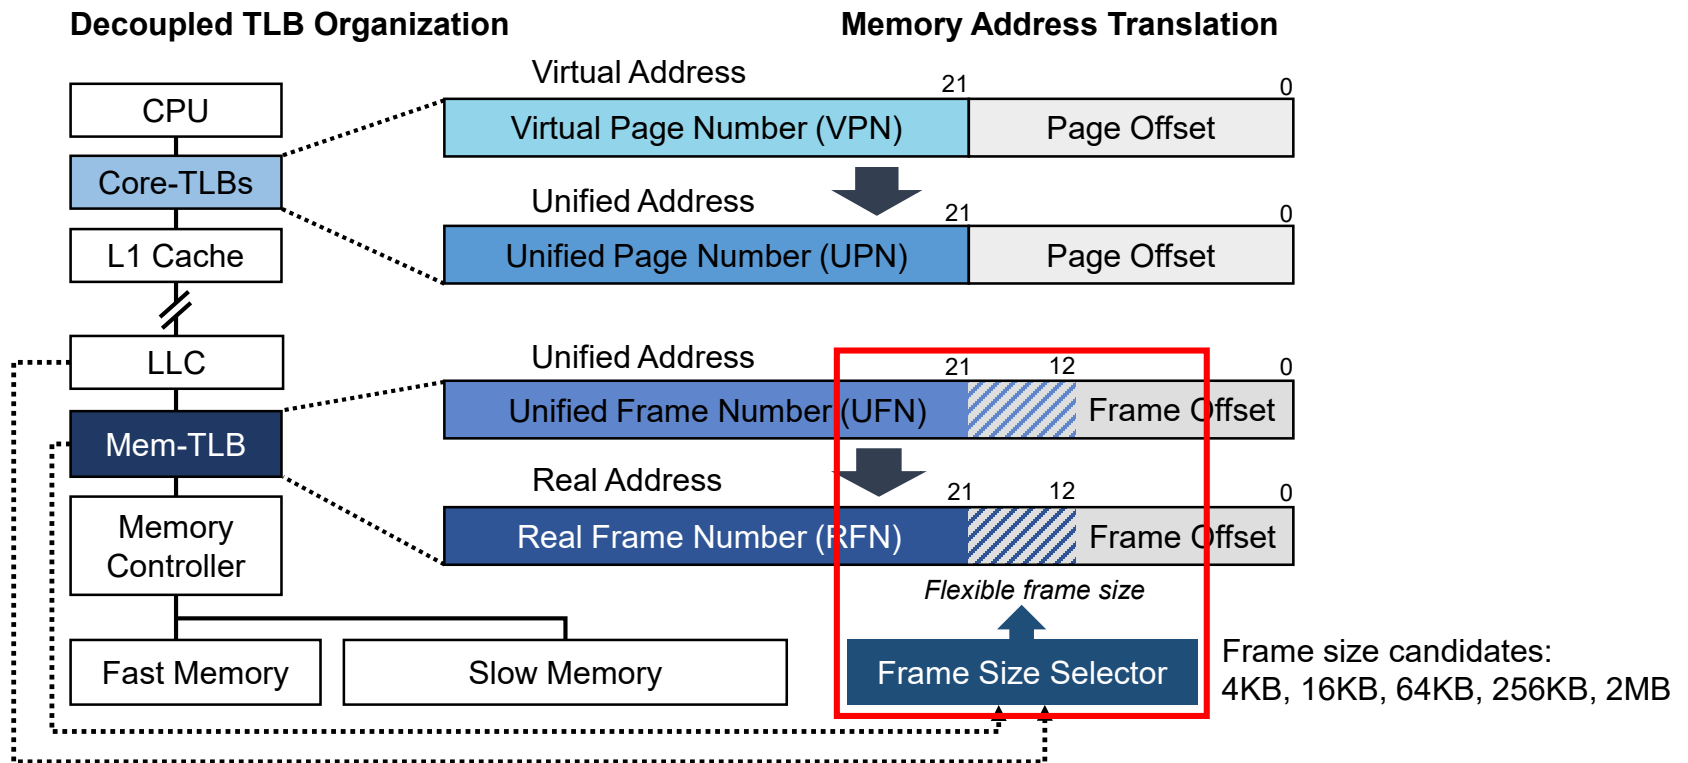 Decoupled TLB Organization
Memory Address Translation
CPU
Core-TLBs
L1 Cache
LLC
Mem-TLB
Memory
Controller
Fast Memory
Slow Memory
Virtual Address
21
0
Virtual Page Number (VPN)
Page Offset
Unified Address
21
0
Unified Page Number (UPN)
Page Offset
Unified Address
21
12
0
Unified Frame Number (UFN)
Frame Offset
Real Address
21
12
0
Real Frame Number (RFN)
Frame Offset
Flexible frame size
Frame Size Selector
Frame size candidates:
4KB, 16KB, 64KB, 256KB, 2MB